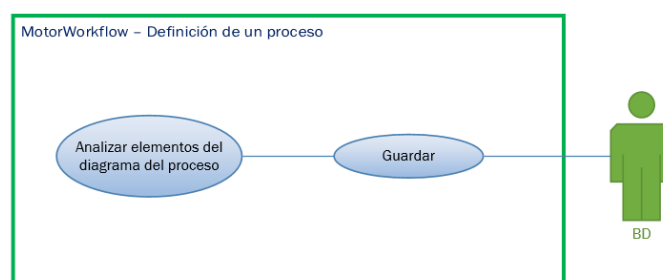 MotorWorkflow – Definición de un proceso
Analizar elementos del
diagrama del proceso
Guardar
BD